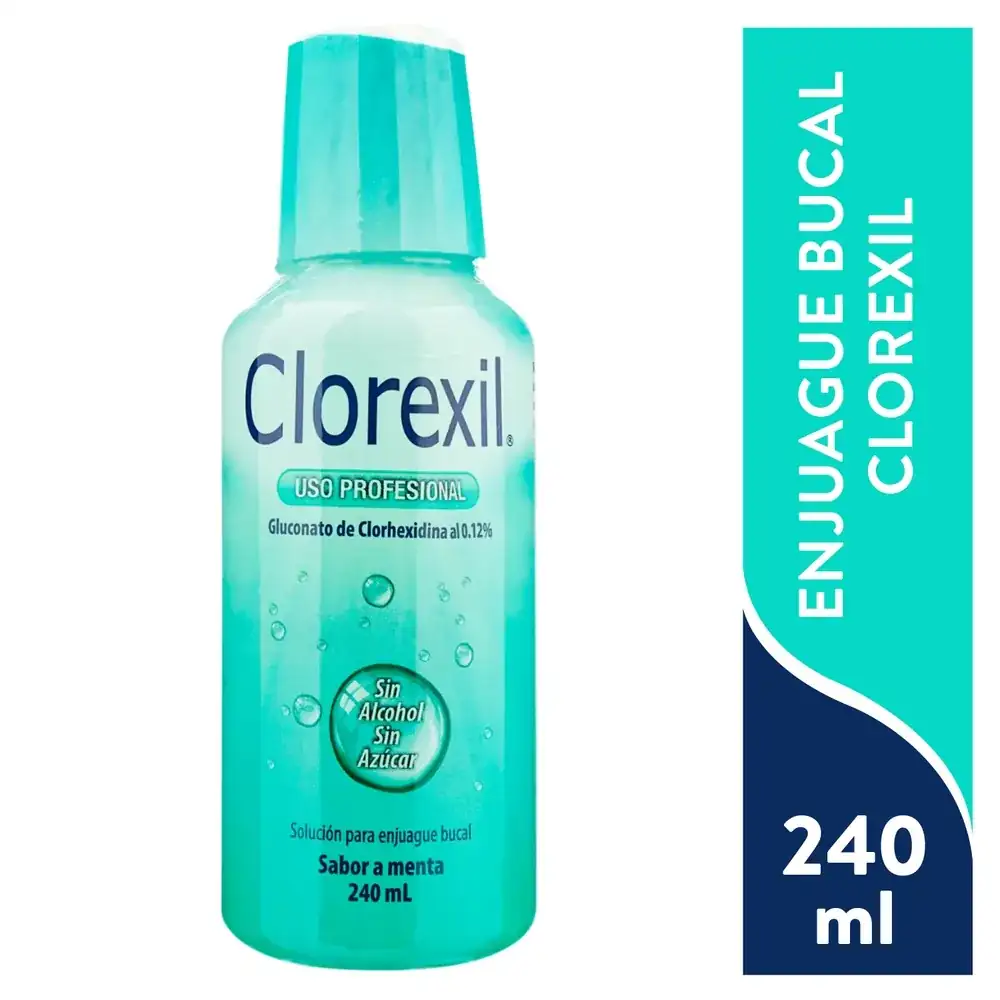 Clorexil®
USO PROFESIONAL
Gluconato de Clorhexidina al 0.12%
Sin
Alcohol
Sin
Azúcar
Solución para enjuague bucal
Sabor a menta
240 mL
ENJUAGUE BUCAL
CLOREXIL
240
ml